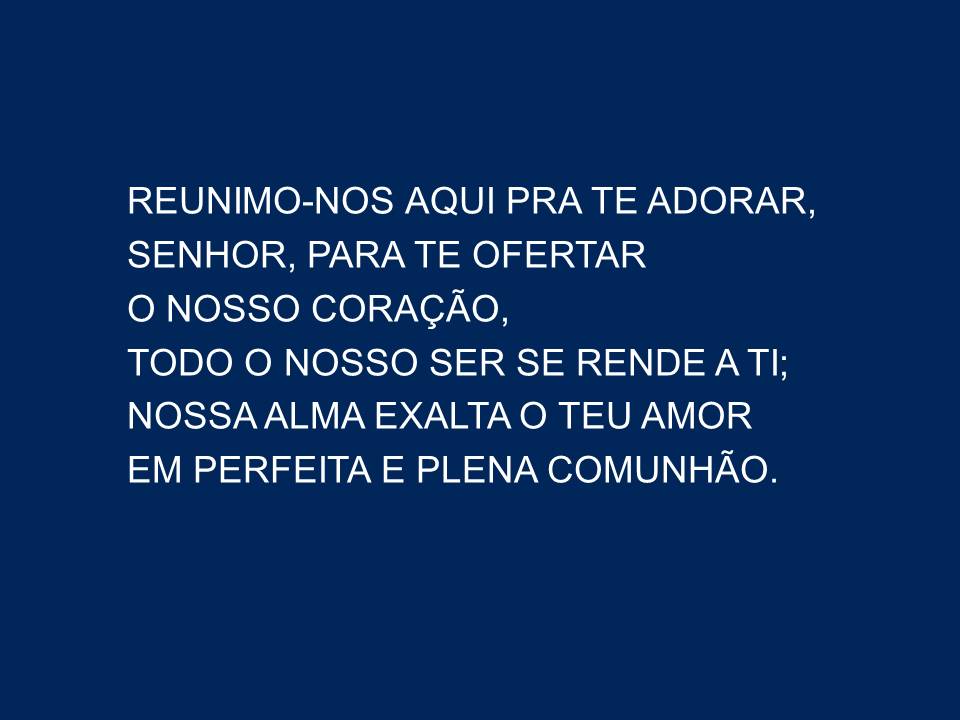 REUNIMO-NOS AQUI PRA TE ADORAR,
SENHOR, PARA TE OFERTAR
O NOSSO CORAÇÃO,
TODO O NOSSO SER SE RENDE A TI;
NOSSA ALMA EXALTA O TEU AMOR
EM PERFEITA E PLENA COMUNHÃO.